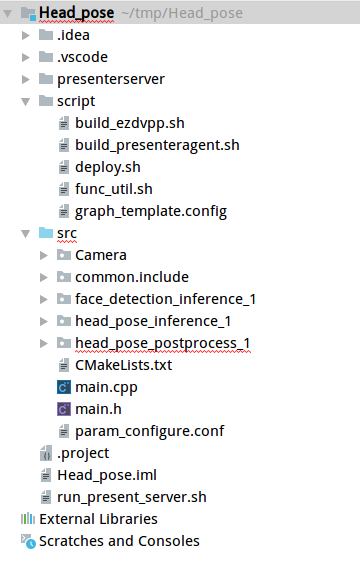 Head_pose ~/tmp/Head_pose
.idea
.vscode
presenterserver
script
build_ezdvpp.sh
build_presenteragent.sh
deploy.sh
func_util.sh
graph_template.config
src
Camera
common.include
face_detection_inference_1
head_pose_inference_1
head_pose_postprocess_1
CMakeLists.txt
main.cpp
main.h
param_configure.conf
.project
Head_pose.iml
run_present_server.sh
External Libraries
Scratches and Consoles